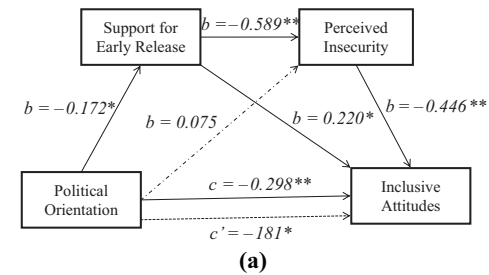 Support for
Early Release
b = −0.589**
Perceived
Insecurity
b = −0.172*
b = 0.075
b = 0.220*
b = −0.446**
Political
Orientation
c = −0.298**
c' = −181*
Inclusive
Attitudes
(a)